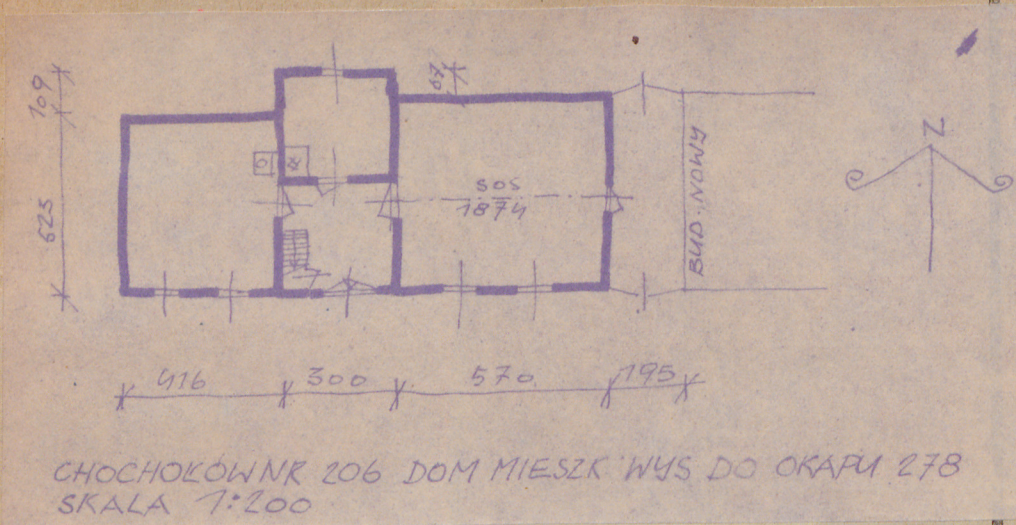 67
109
625
SOS
1874
BUD. NOWY
N
416 300 570 195
CHOCHOŁÓW NR 206 DOM MIESZK WYS DO OKAPU 278
SKALA 1:200